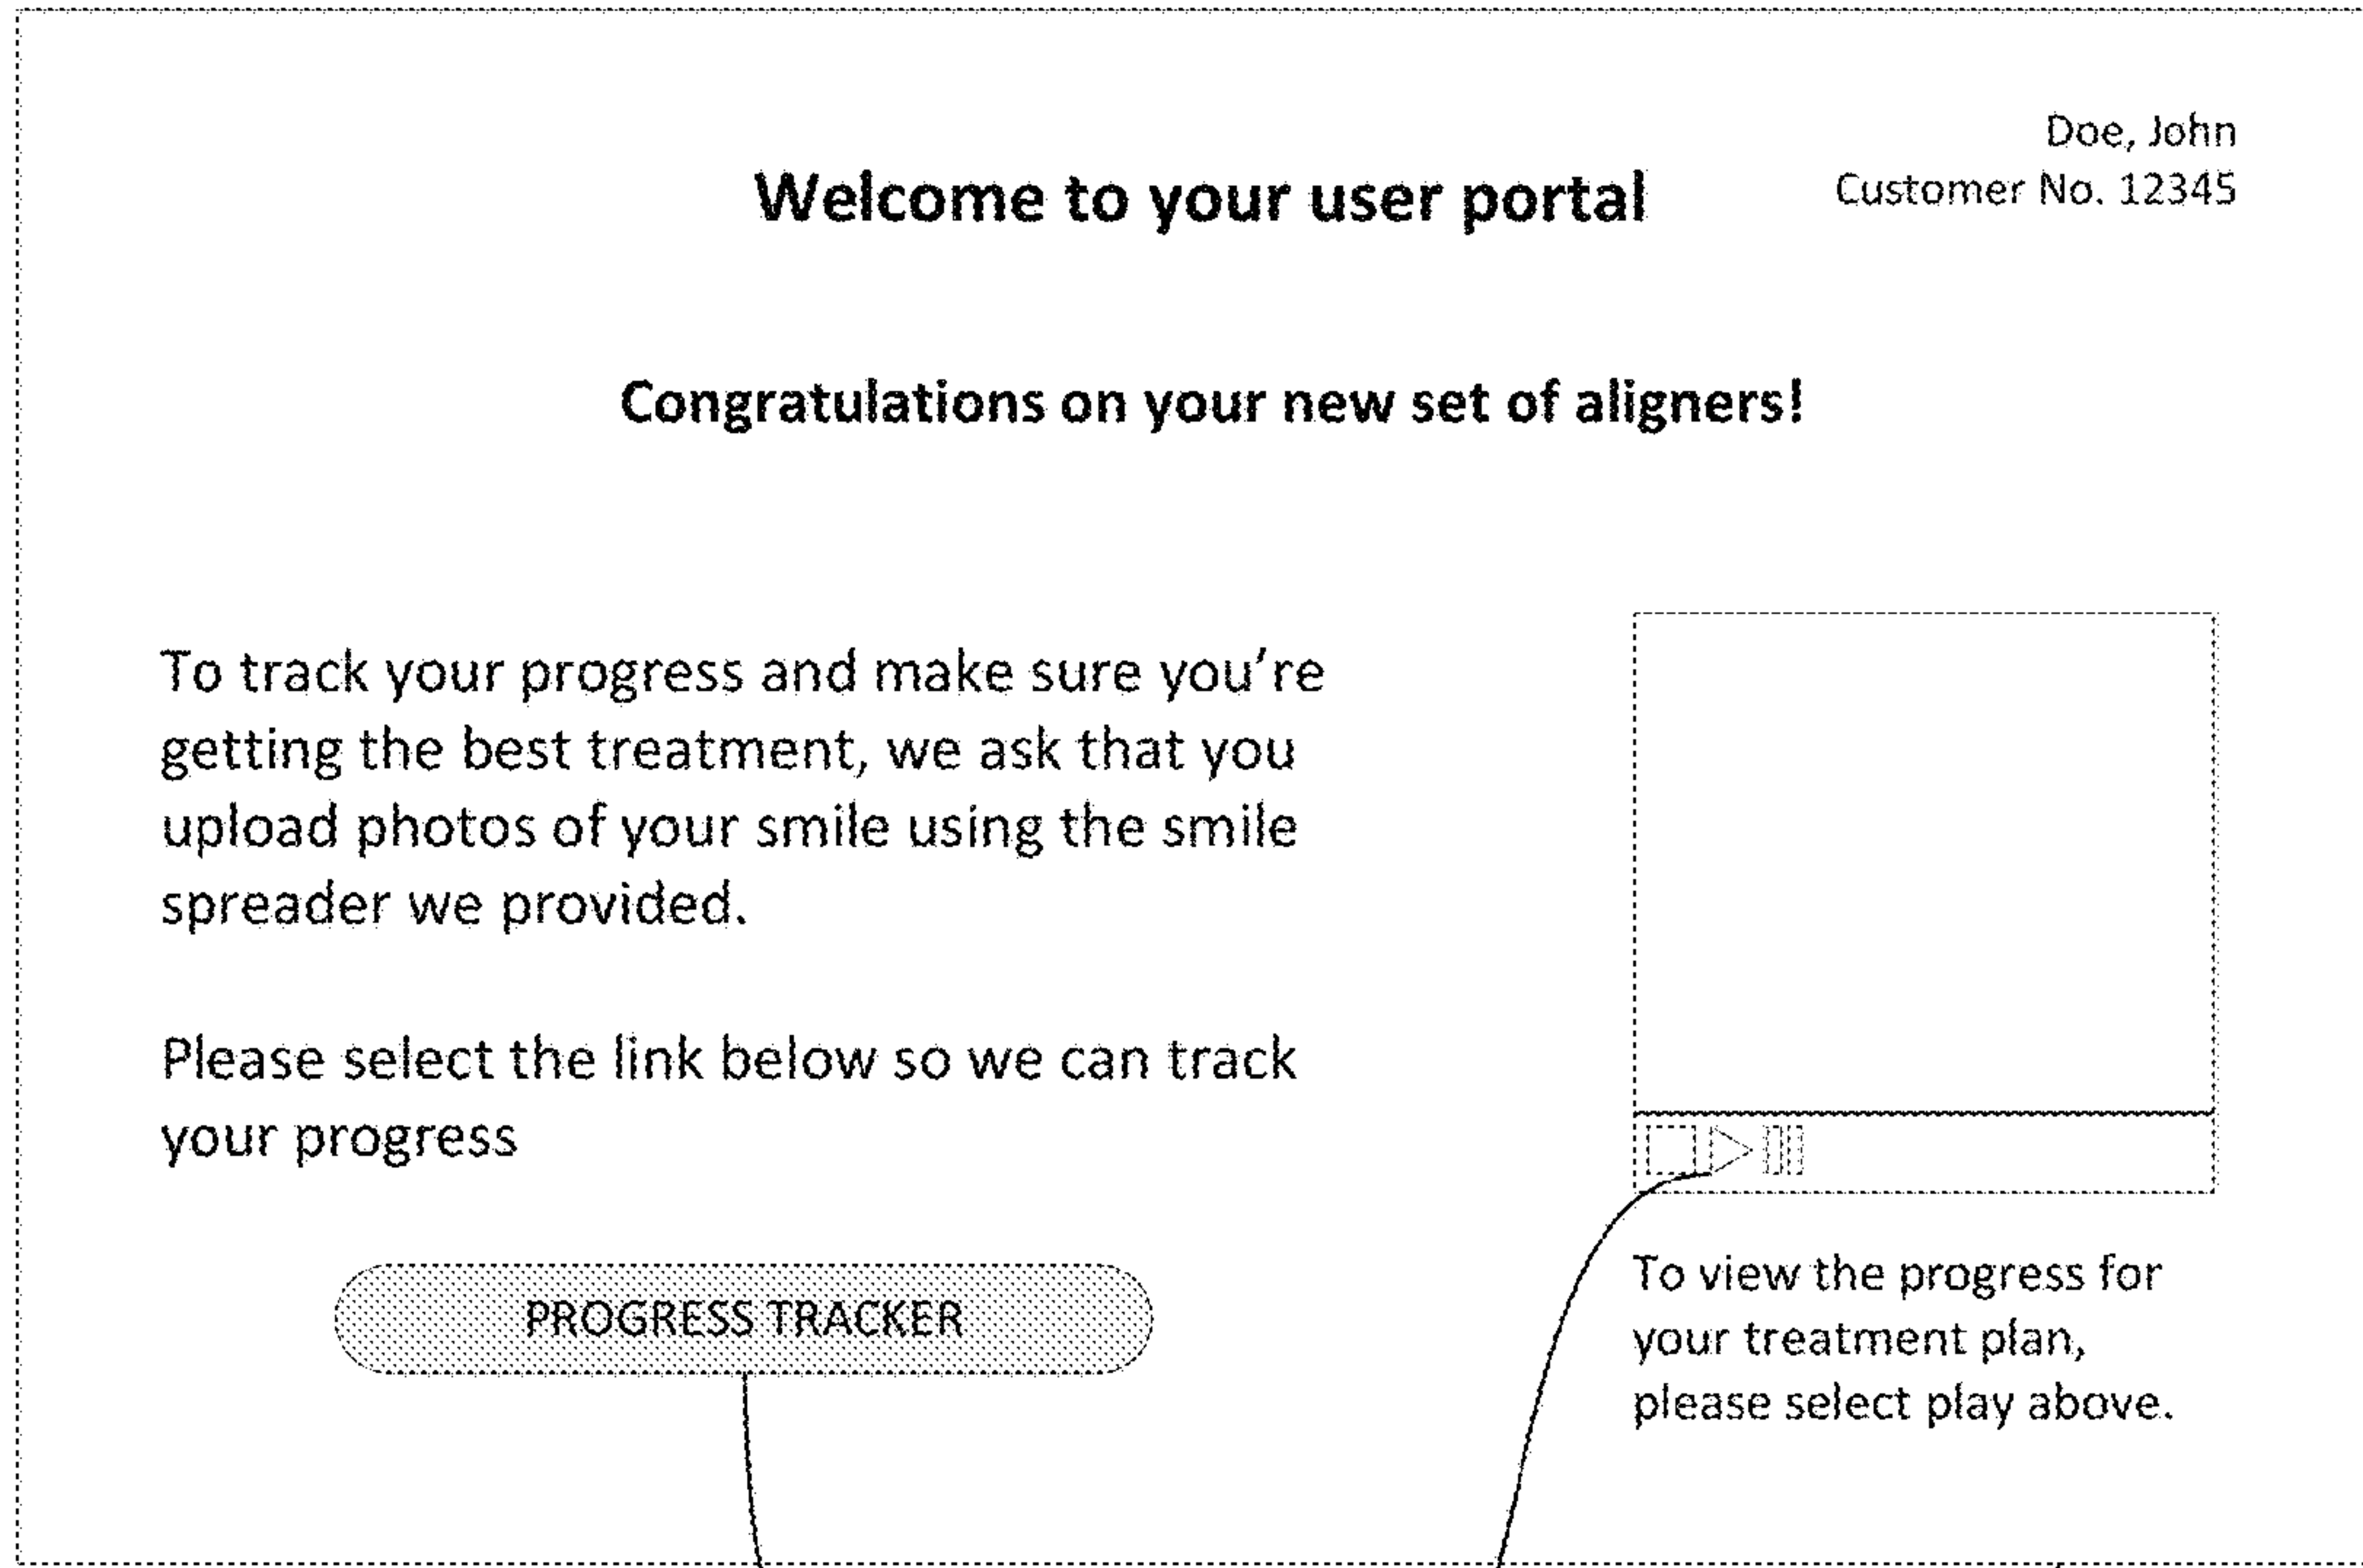 Doe, John
Customer No. 12345
Welcome to your user portal
Congratulations on your new set of aligners!
To track your progress and make sure you're
getting the best treatment, we ask that you
upload photos of your smile using the smile
spreader we provided.
Please select the link below so we can track
your progress
PROGRESS TRACKER
To view the progress for
your treatment plan,
please select play above.